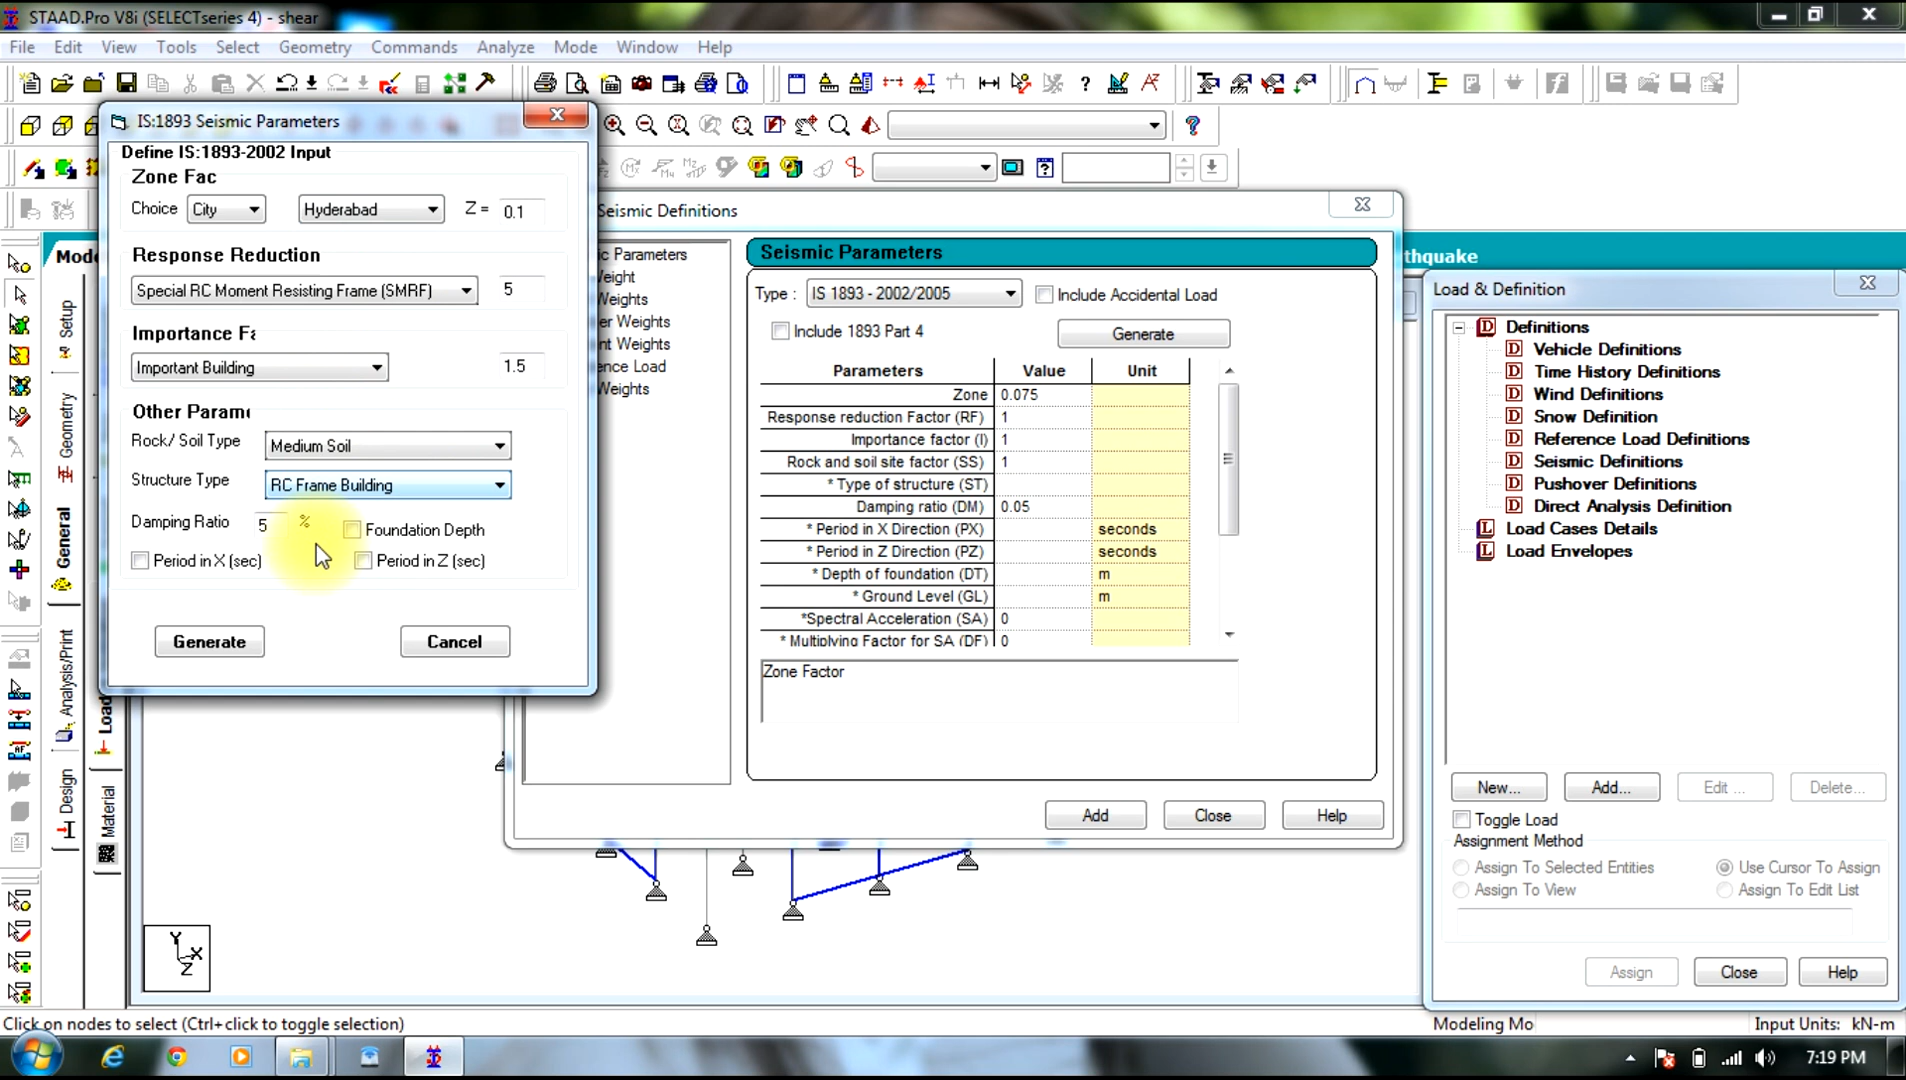 STAAD.Pro V8i (SELECTseries 4) - shear
File Edit View Tools Select Geometry Commands Analyze Mode Window Help
IS:1893 Seismic Parameters
Define IS:1893-2002 Input
Zone Fac
Choice City Hyderabad Z = 0.1
Response Reduction
Special RC Moment Resisting Frame (SMRF) 5
Importance Fa
Important Building 1.5
Other Parame
Rock/ Soil Type Medium Soil
Structure Type RC Frame Building
Damping Ratio 5 % Foundation Depth
Period in X (sec) Period in Z (sec)
Generate Cancel
Seismic Definitions
ic Parameters
Weights
er Weights
nt Weights
ence Load
Weights
Seismic Parameters
Type : IS 1893 - 2002/2005 Include Accidental Load
Include 1893 Part 4 Generate
Parameters Value Unit
Zone 0.075
Response reduction Factor (RF) 1
Importance factor (I) 1
Rock and soil site factor (SS) 1
* Type of structure (ST)
Damping ratio (DM) 0.05
* Period in X Direction (PX) seconds
* Period in Z Direction (PZ) seconds
* Depth of foundation (DT) m
* Ground Level (GL) m
*Spectral Acceleration (SA) 0
* Multiplying Factor for SA (DF) 0
Zone Factor
Add Close Help
thquake
Load & Definition
Definitions
Vehicle Definitions
Time History Definitions
Wind Definitions
Snow Definition
Reference Load Definitions
Seismic Definitions
Pushover Definitions
Direct Analysis Definition
Load Cases Details
Load Envelopes
New... Add... Edit ... Delete...
Toggle Load
Assignment Method
Assign To Selected Entities Use Cursor To Assign
Assign To View Assign To Edit List
Assign Close Help
Mode
Setup
Geometry
General
Analysis/Print
Design
Load
Material
Y
X
Z
Click on nodes to select (Ctrl+click to toggle selection) Modeling Mo Input Units: kN-m
7:19 PM